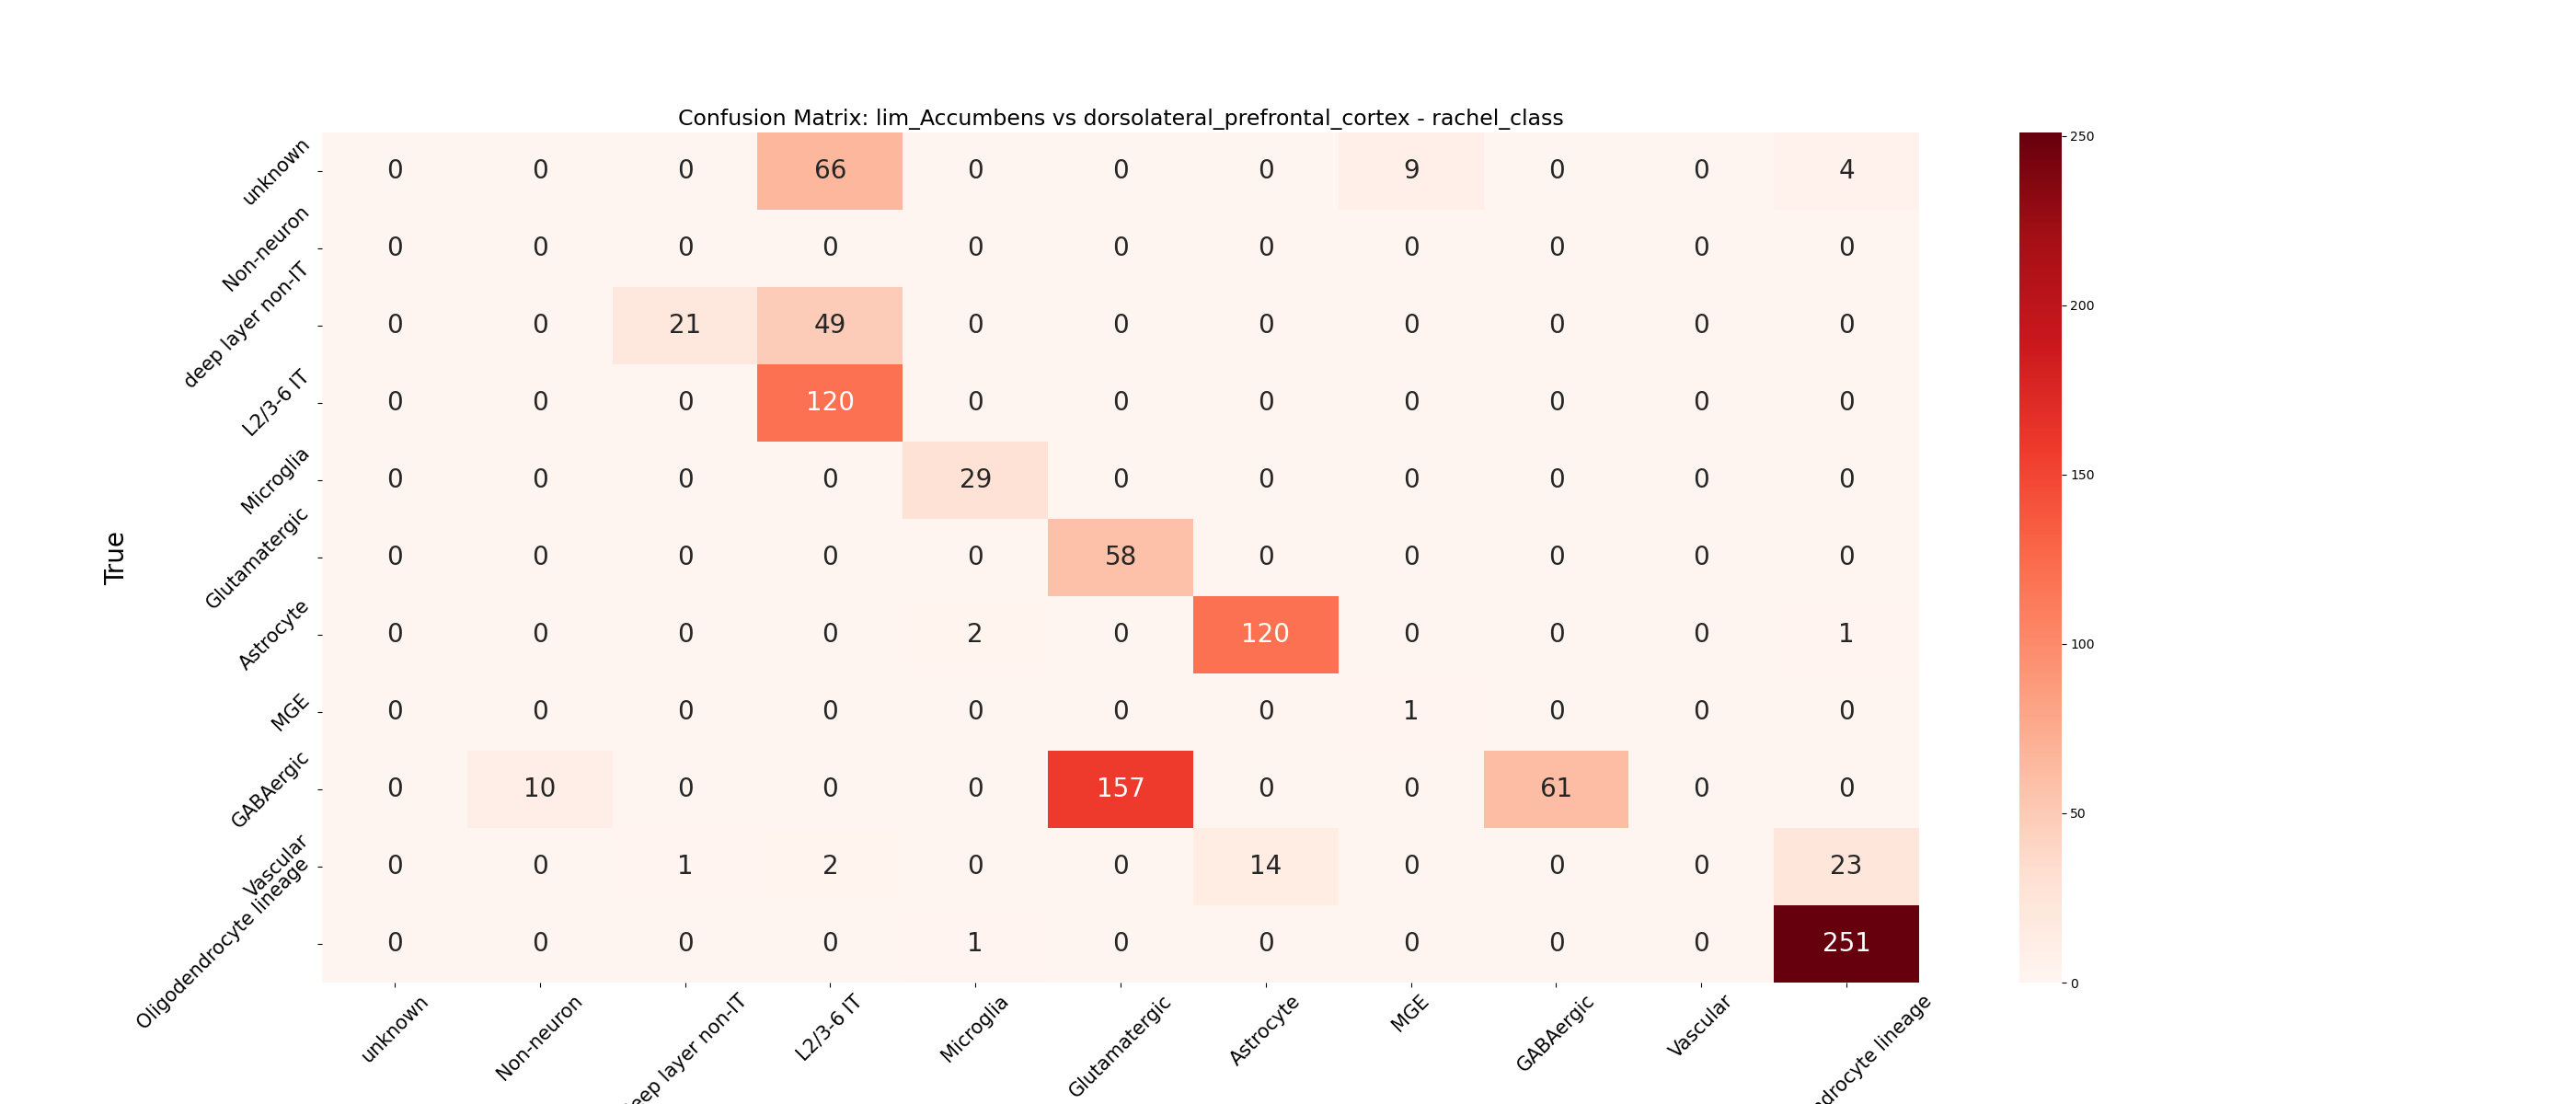 Confusion Matrix: lim_Accumbens vs dorsolateral_prefrontal_cortex - rachel_class
True
unknown 0 0 0 66 0 0 0 9 0 0 4
Non-neuron 0 0 0 0 0 0 0 0 0 0 0
deep layer non-IT 0 0 21 49 0 0 0 0 0 0 0
L2/3-6 IT 0 0 0 120 0 0 0 0 0 0 0
Microglia 0 0 0 0 29 0 0 0 0 0 0
Glutamatergic 0 0 0 0 0 58 0 0 0 0 0
Astrocyte 0 0 0 0 2 0 120 0 0 0 1
MGE 0 0 0 0 0 0 0 1 0 0 0
GABAergic 0 10 0 0 0 157 0 0 61 0 0
Vascular 0 0 1 2 0 0 14 0 0 0 23
Oligodendrocyte lineage 0 0 0 0 1 0 0 0 0 0 251
unknown Non-neuron layer non-IT L2/3-6 IT Microglia Glutamatergic Astrocyte MGE GABAergic Vascular lineage
250
200
150
100
50
0